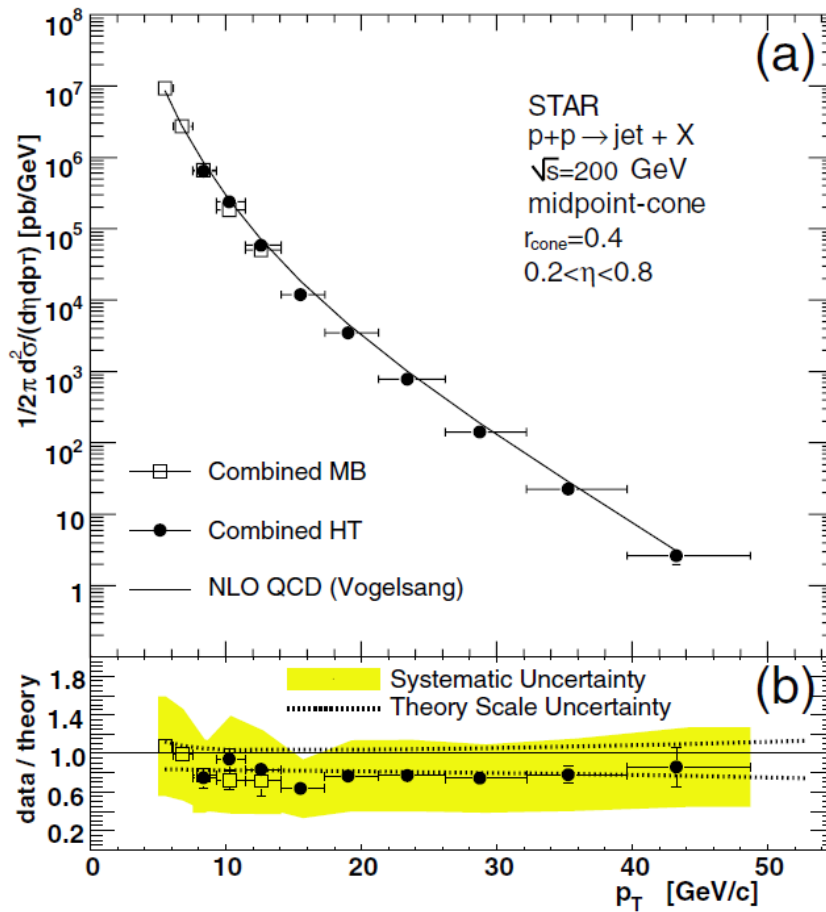 10⁸
10⁷
10⁶
10⁵
10⁴
10³
10²
10
1
1/2π d²σ/(dηdpT) [pb/GeV]
(a)
STAR
p+p → jet + X
√s=200 GeV
midpoint-cone
r_cone=0.4
0.2<η<0.8
Combined MB
Combined HT
NLO QCD (Vogelsang)
data / theory
1.8
1.4
1.0
0.6
0.2
Systematic Uncertainty
Theory Scale Uncertainty
(b)
0 10 20 30 40 50
p_T [GeV/c]